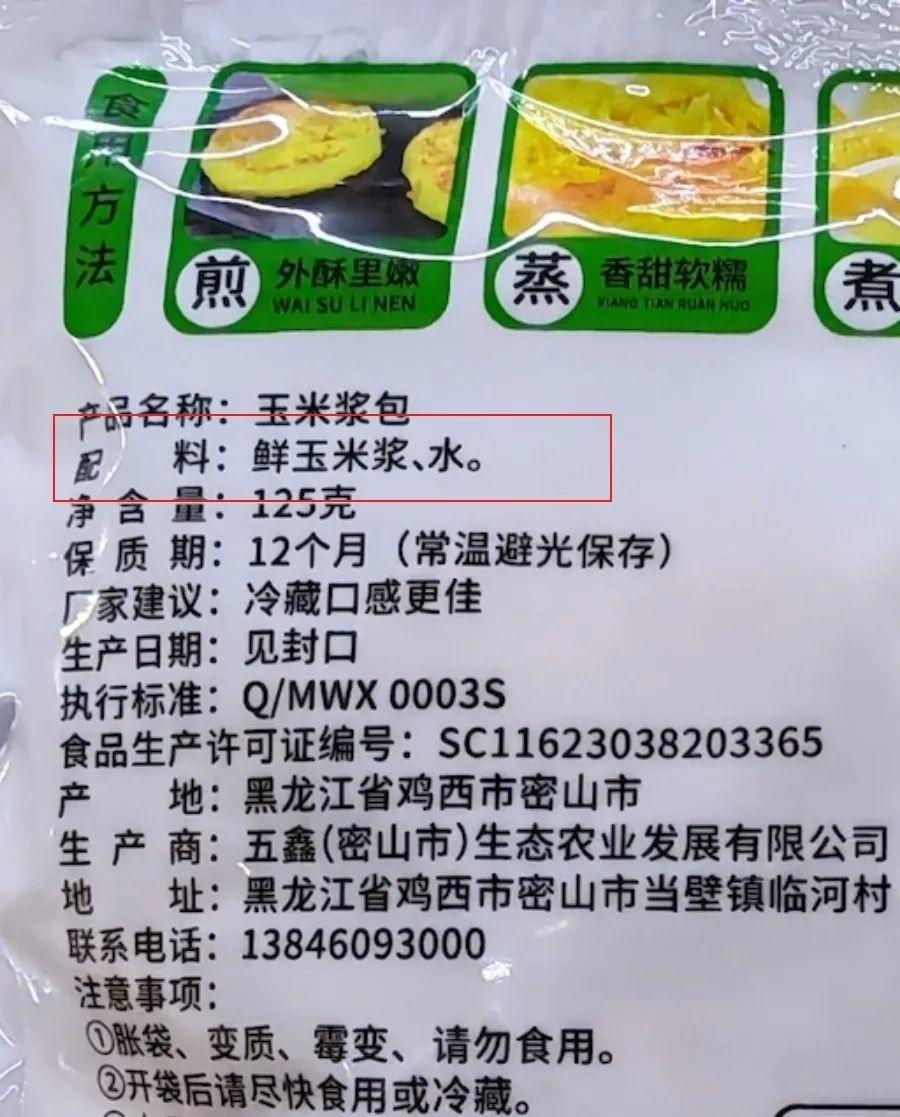 食用方法
煎 外酥里嫩
WAI SU LI NEN
蒸 香甜软糯
XIANG TIAN RUAN NUO
煮
产品名称：玉米浆包
配料：鲜玉米浆、水。
净含量：125克
保质期：12个月（常温避光保存）
厂家建议：冷藏口感更佳
生产日期：见封口
执行标准：Q/MWX 0003S
食品生产许可证编号：SC11623038203365
产地：黑龙江省鸡西市密山市
生产商：五鑫(密山市)生态农业发展有限公司
地址：黑龙江省鸡西市密山市当壁镇临河村
联系电话：13846093000
注意事项：
①胀袋、变质、霉变、请勿食用。
②开袋后请尽快食用或冷藏。